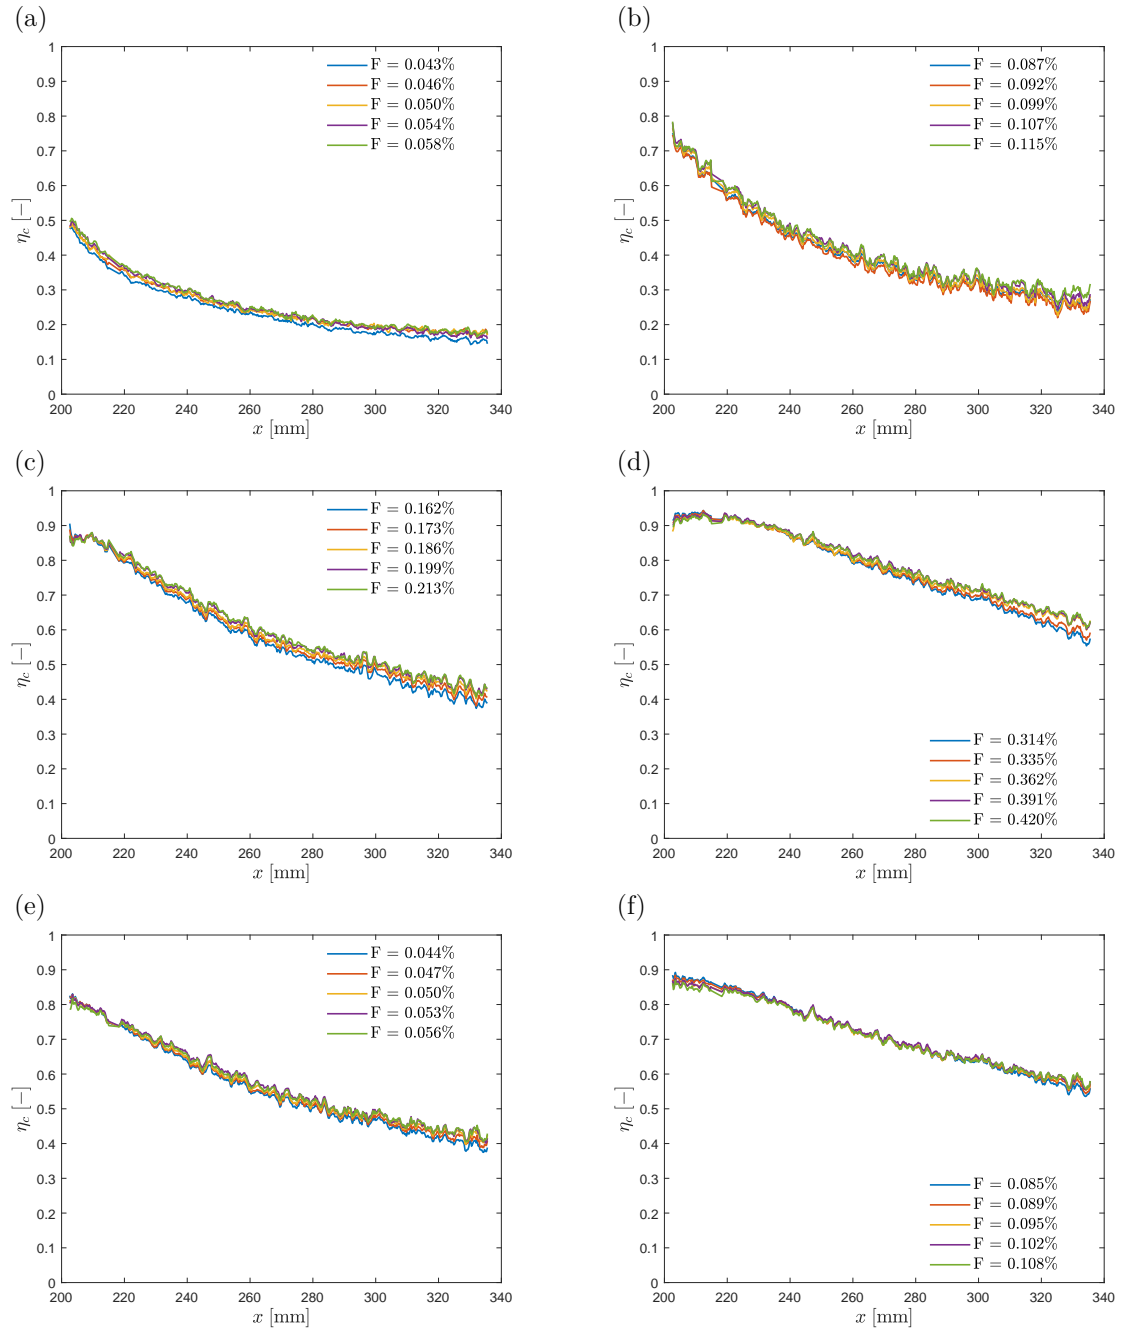 (a)
F = 0.043%
F = 0.046%
F = 0.050%
F = 0.054%
F = 0.058%
1
0.9
0.8
0.7
0.6
0.5
0.4
0.3
0.2
0.1
0
η_c [−]
200 220 240 260 280 300 320 340
x [mm]
(b)
F = 0.087%
F = 0.092%
F = 0.099%
F = 0.107%
F = 0.115%
1
0.9
0.8
0.7
0.6
0.5
0.4
0.3
0.2
0.1
0
η_c [−]
200 220 240 260 280 300 320 340
x [mm]
(c)
F = 0.162%
F = 0.173%
F = 0.186%
F = 0.199%
F = 0.213%
1
0.9
0.8
0.7
0.6
0.5
0.4
0.3
0.2
0.1
0
η_c [−]
200 220 240 260 280 300 320 340
x [mm]
(d)
1
0.9
0.8
0.7
0.6
0.5
0.4
0.3
0.2
0.1
0
η_c [−]
F = 0.314%
F = 0.335%
F = 0.362%
F = 0.391%
F = 0.420%
200 220 240 260 280 300 320 340
x [mm]
(e)
F = 0.044%
F = 0.047%
F = 0.050%
F = 0.053%
F = 0.056%
1
0.9
0.8
0.7
0.6
0.5
0.4
0.3
0.2
0.1
0
η_c [−]
200 220 240 260 280 300 320 340
x [mm]
(f)
1
0.9
0.8
0.7
0.6
0.5
0.4
0.3
0.2
0.1
0
η_c [−]
F = 0.085%
F = 0.089%
F = 0.095%
F = 0.102%
F = 0.108%
200 220 240 260 280 300 320 340
x [mm]